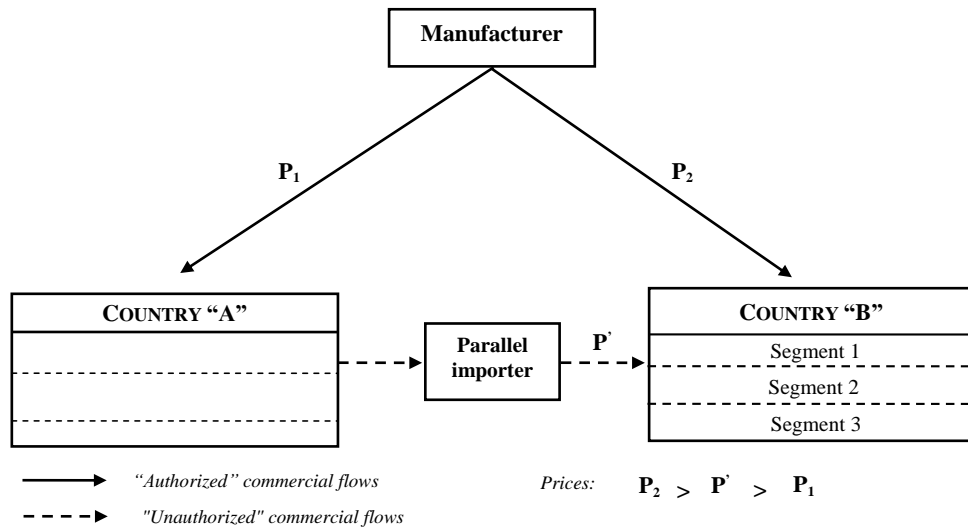 Manufacturer
P₁
P₂
COUNTRY “A”
COUNTRY “B”
Parallel
importer
P’
Segment 1
Segment 2
Segment 3
“Authorized” commercial flows
Prices: P₂ > P’ > P₁
"Unauthorized" commercial flows